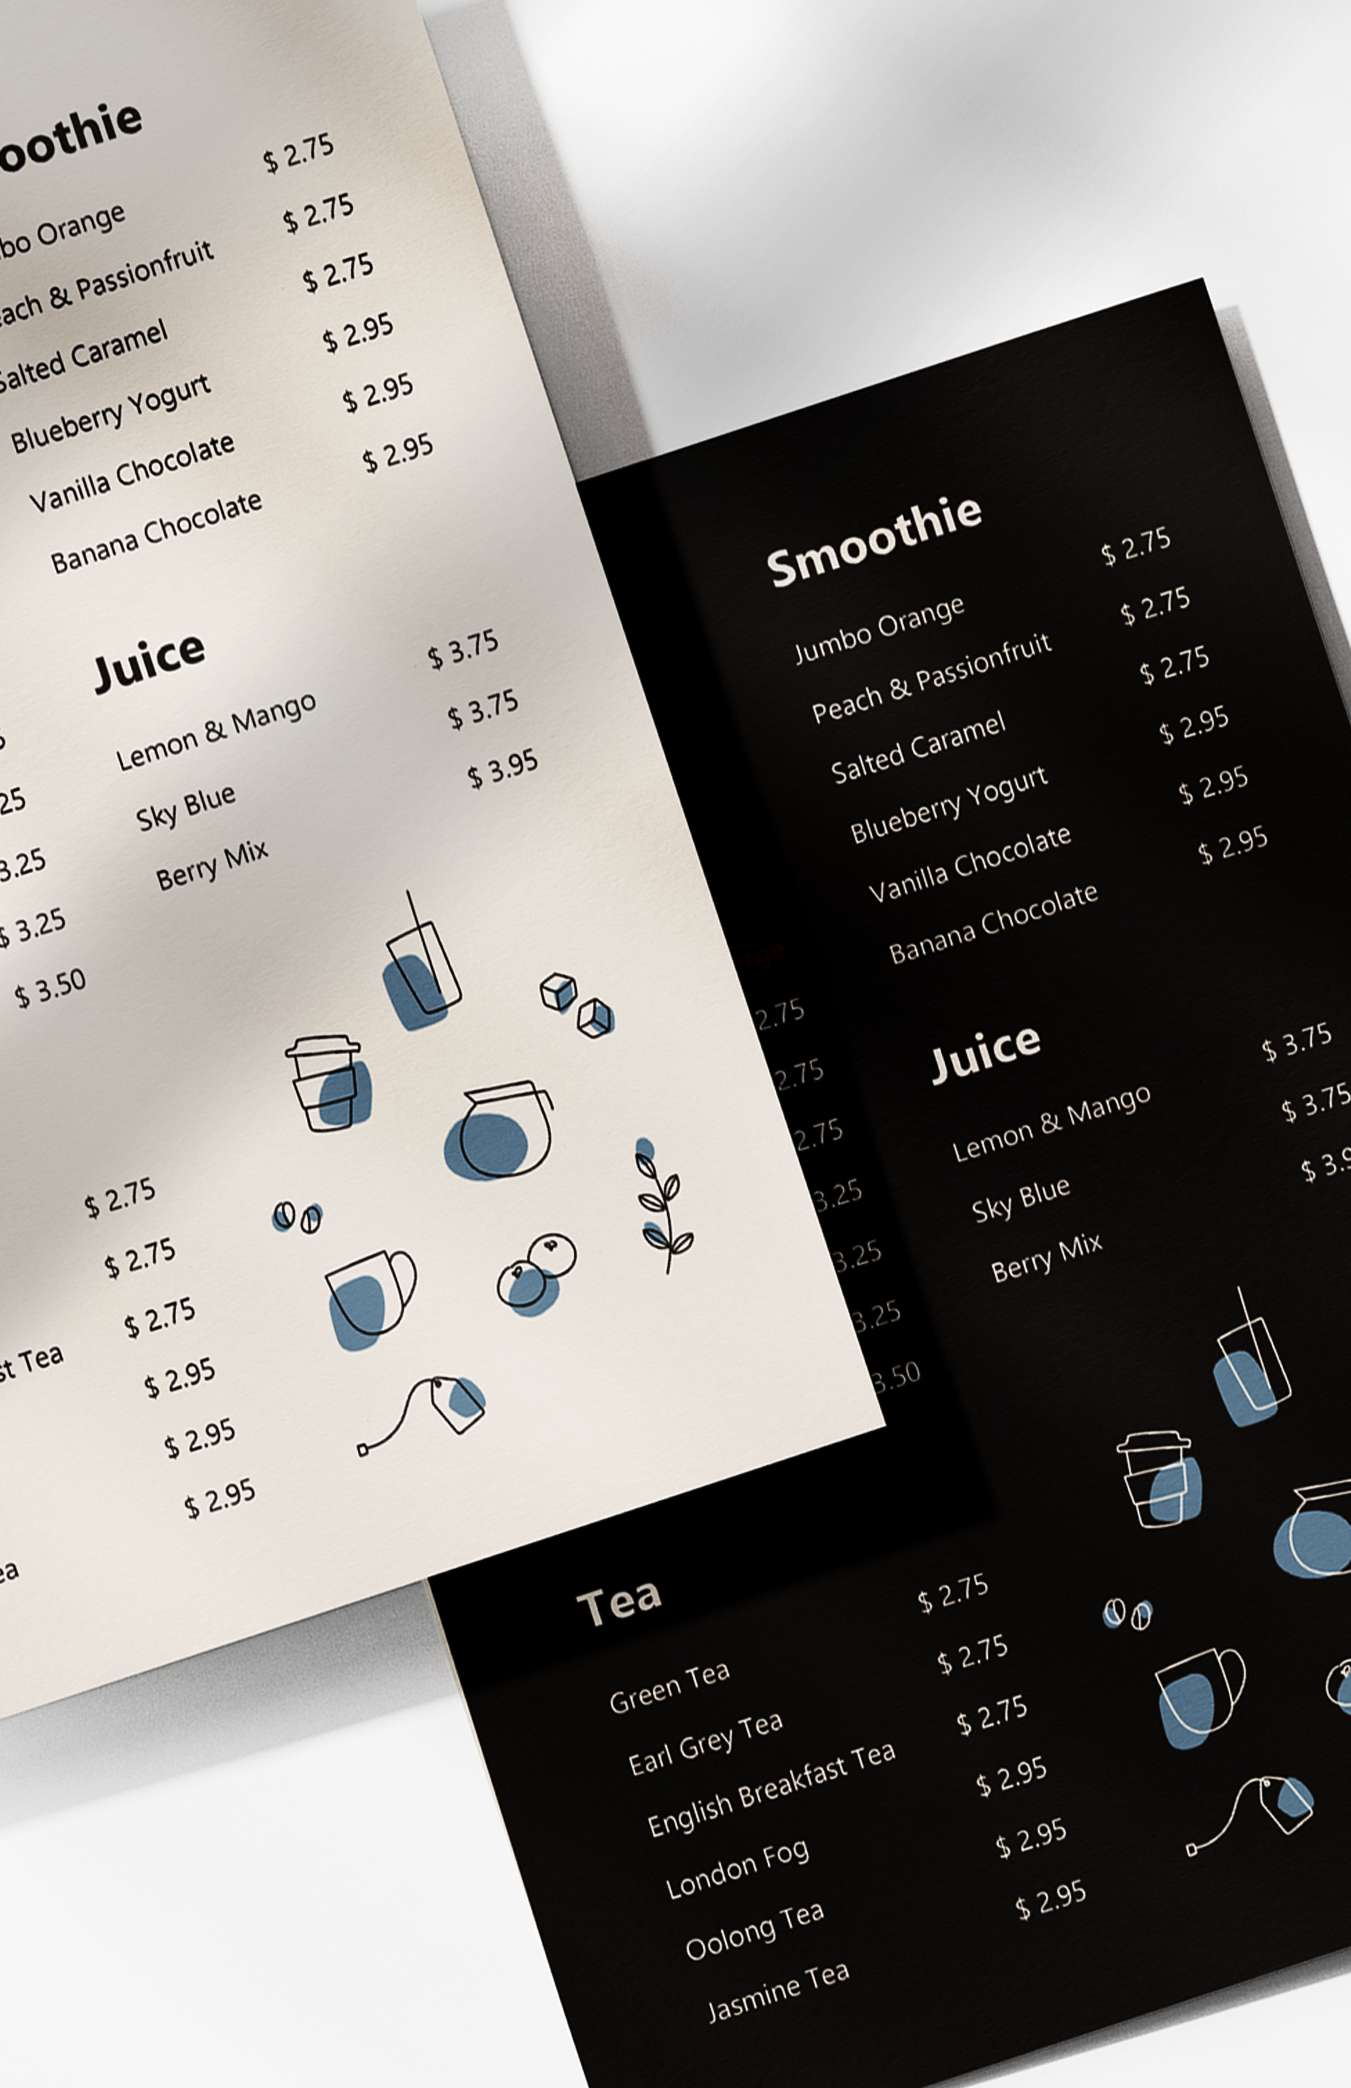 oothie
bo Orange $ 2.75
ach & Passionfruit $ 2.75
Salted Caramel $ 2.75
Blueberry Yogurt $ 2.95
Vanilla Chocolate $ 2.95
Banana Chocolate $ 2.95
Juice
Lemon & Mango $ 3.75
Sky Blue $ 3.75
Berry Mix $ 3.95
25
3.25
$ 3.25
$ 3.50
$ 2.75
$ 2.75
st Tea $ 2.75
$ 2.95
$ 2.95
ea $ 2.95
Smoothie
Jumbo Orange $ 2.75
Peach & Passionfruit $ 2.75
Salted Caramel $ 2.75
Blueberry Yogurt $ 2.95
Vanilla Chocolate $ 2.95
Banana Chocolate $ 2.95
Juice
Lemon & Mango $ 3.75
Sky Blue $ 3.75
Berry Mix $ 3.9
2.75
2.75
2.75
3.25
3.25
3.25
3.50
Tea
Green Tea $ 2.75
Earl Grey Tea $ 2.75
English Breakfast Tea $ 2.75
London Fog $ 2.95
Oolong Tea $ 2.95
Jasmine Tea $ 2.95